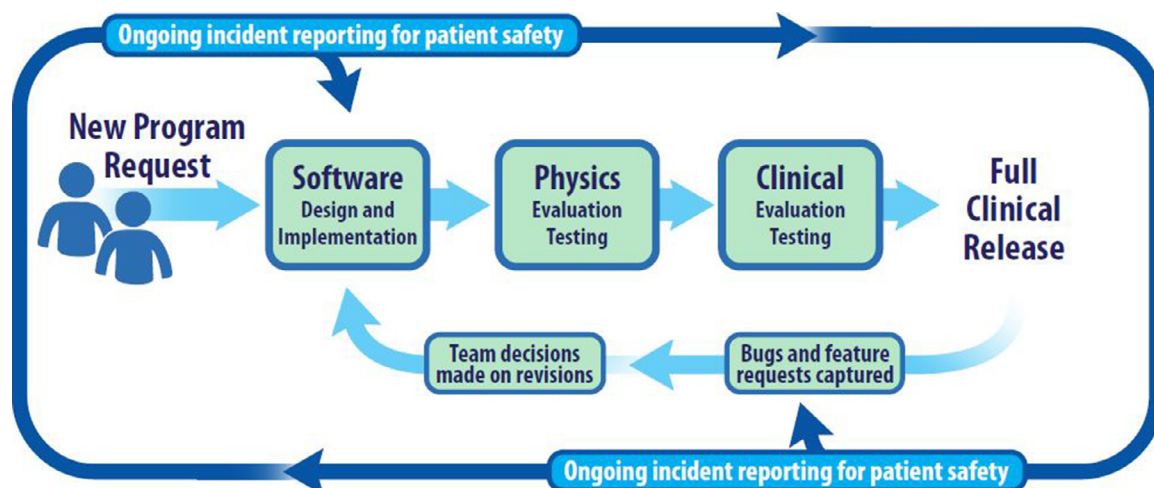 Ongoing incident reporting for patient safety
New Program
Request
Software
Design and
Implementation
Physics
Evaluation
Testing
Clinical
Evaluation
Testing
Full
Clinical
Release
Team decisions
made on revisions
Bugs and feature
requests captured
Ongoing incident reporting for patient safety